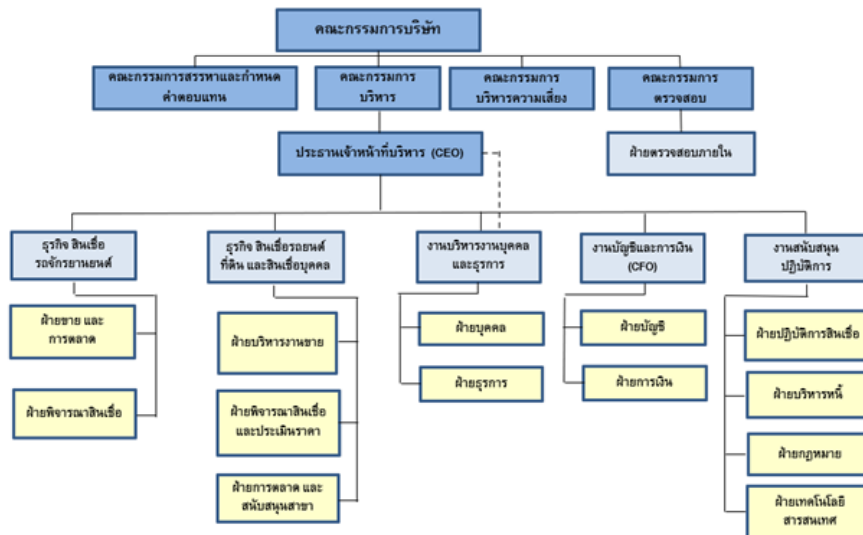 คณะกรรมการบริษัท
คณะกรรมการสรรหาและกำหนด
ค่าตอบแทน
คณะกรรมการ
บริหาร
คณะกรรมการ
บริหารความเสี่ยง
คณะกรรมการ
ตรวจสอบ
ประธานเจ้าหน้าที่บริหาร (CEO)
ฝ่ายตรวจสอบภายใน
ธุรกิจ สินเชื่อ
รถจักรยานยนต์
ธุรกิจ สินเชื่อรถยนต์
ที่ดิน และสินเชื่อบุคคล
งานบริหารงานบุคคล
และธุรการ
งานบัญชีและการเงิน
(CFO)
งานสนับสนุน
ปฏิบัติการ
ฝ่ายขาย และ
การตลาด
ฝ่ายพิจารณาสินเชื่อ
ฝ่ายบริหารงานขาย
ฝ่ายพิจารณาสินเชื่อ
และประเมินราคา
ฝ่ายการตลาด และ
สนับสนุนสาขา
ฝ่ายบุคคล
ฝ่ายธุรการ
ฝ่ายบัญชี
ฝ่ายการเงิน
ฝ่ายปฏิบัติการสินเชื่อ
ฝ่ายบริหารหนี้
ฝ่ายกฎหมาย
ฝ่ายเทคโนโลยี
สารสนเทศ